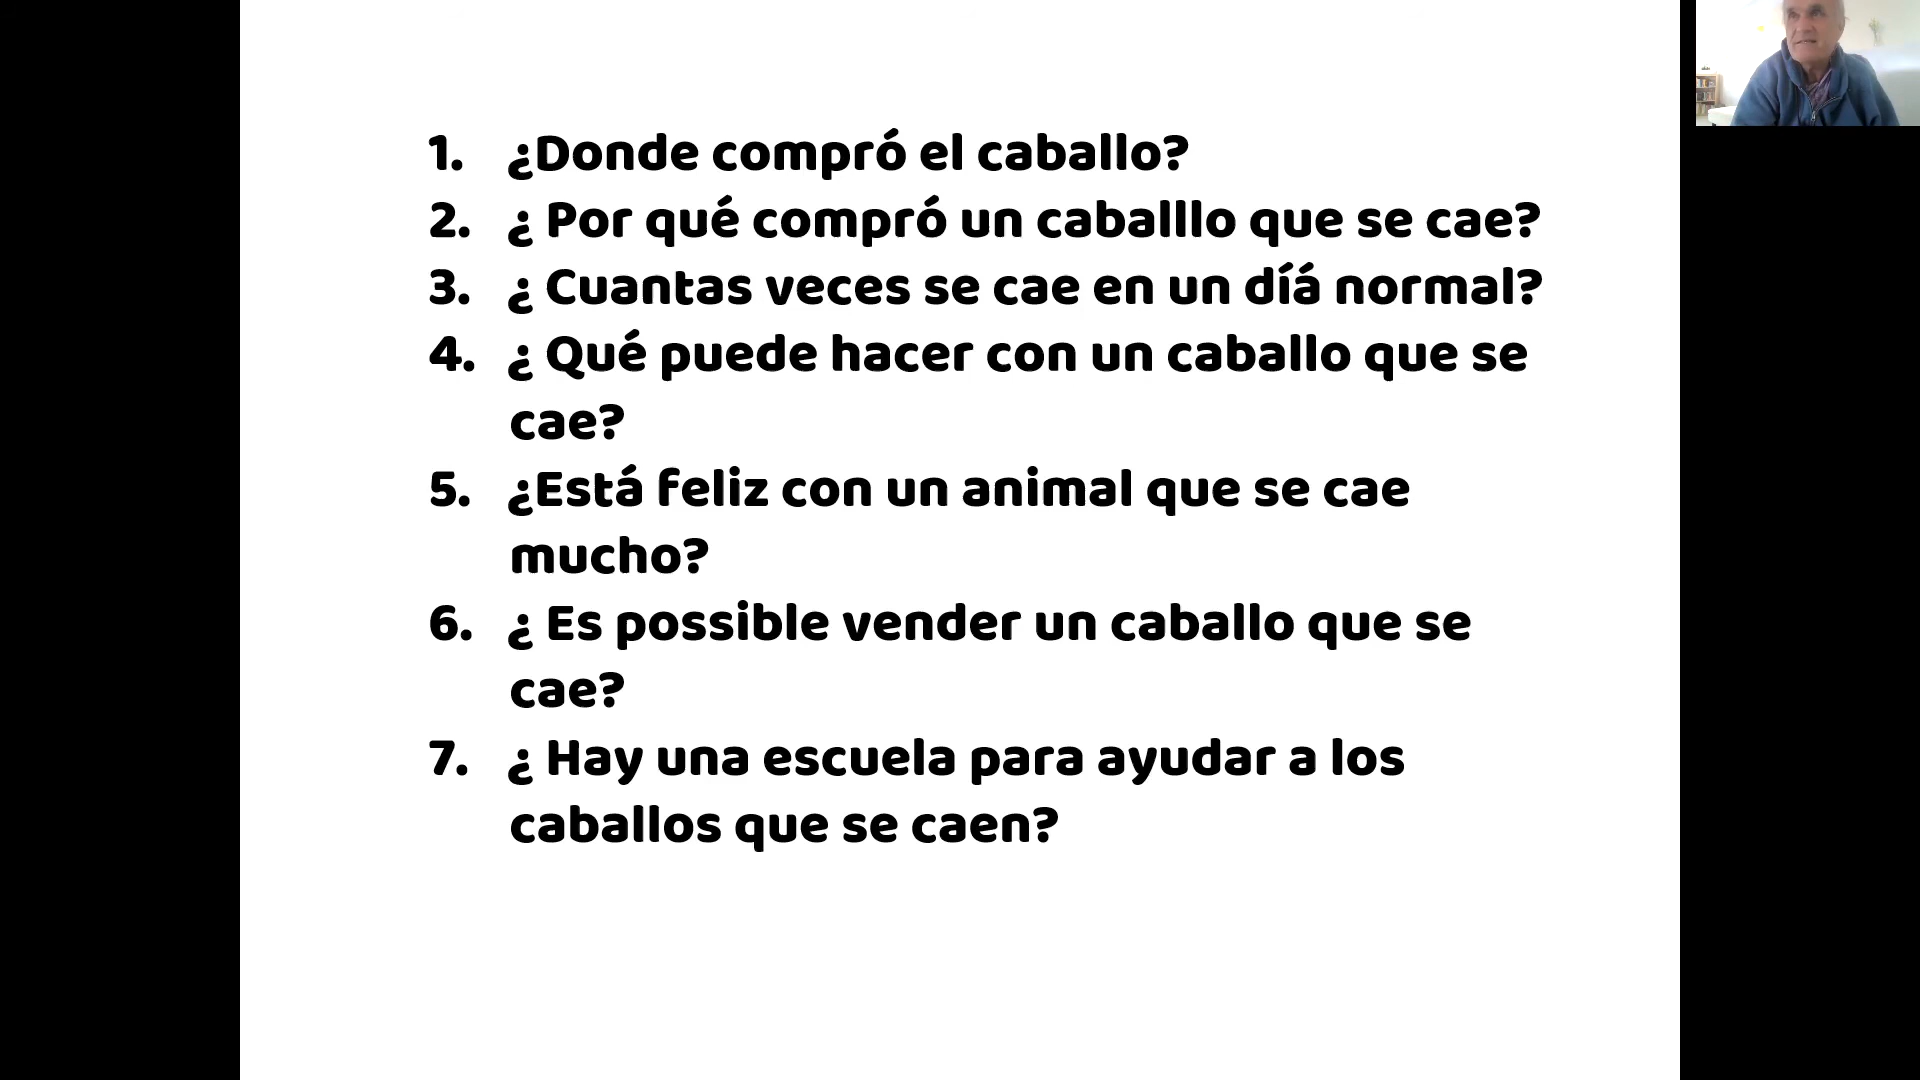 1. ¿Donde compró el caballo?
2. ¿ Por qué compró un caballlo que se cae?
3. ¿ Cuantas veces se cae en un díá normal?
4. ¿ Qué puede hacer con un caballo que se
cae?
5. ¿Está feliz con un animal que se cae
mucho?
6. ¿ Es possible vender un caballo que se
cae?
7. ¿ Hay una escuela para ayudar a los
caballos que se caen?